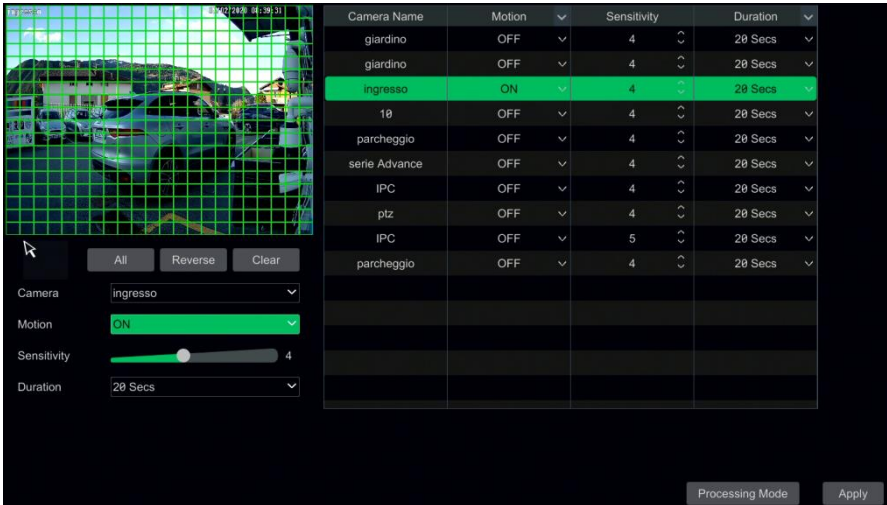 Camera Name Motion Sensitivity Duration
giardino OFF 4 20 Secs
giardino OFF 4 20 Secs
ingresso ON 4 20 Secs
10 OFF 4 20 Secs
parcheggio OFF 4 20 Secs
serie Advance OFF 4 20 Secs
IPC OFF 4 20 Secs
ptz OFF 4 20 Secs
IPC OFF 5 20 Secs
parcheggio OFF 4 20 Secs
All Reverse Clear
Camera ingresso
Motion ON
Sensitivity 4
Duration 20 Secs
Processing Mode Apply